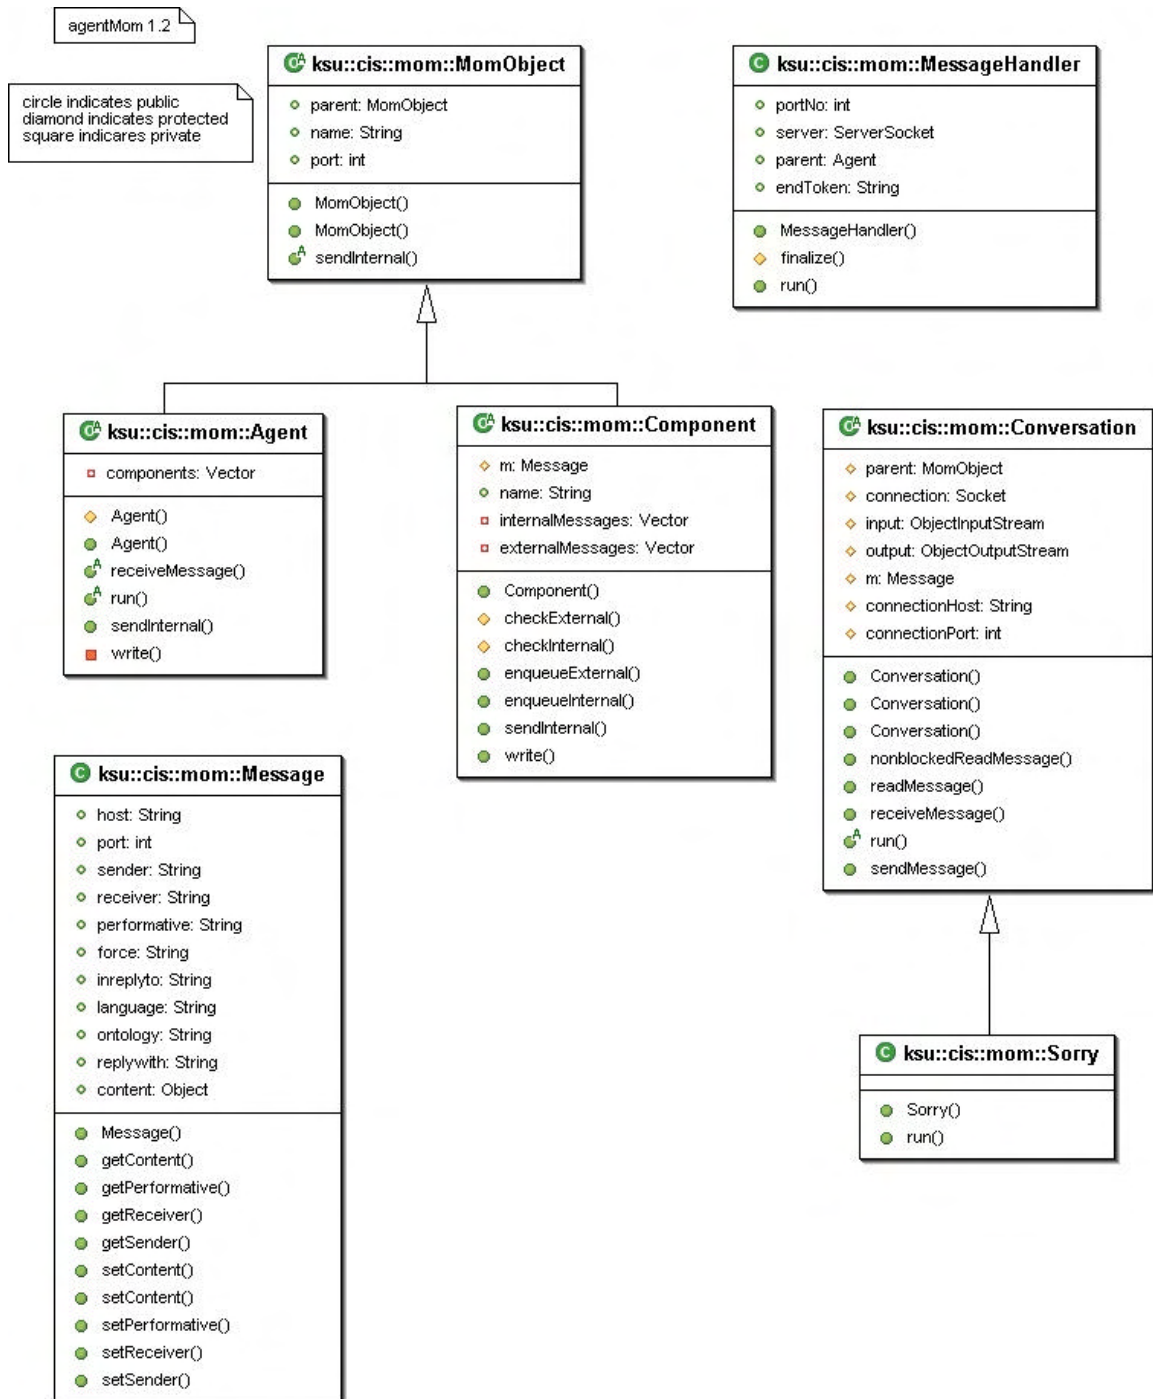 agentMom 1.2
circle indicates public
diamond indicates protected
square indicares private
ksu::cis::mom::MomObject
parent: MomObject
name: String
port: int
MomObject()
MomObject()
sendInternal()
ksu::cis::mom::MessageHandler
portNo: int
server: ServerSocket
parent: Agent
endToken: String
MessageHandler()
finalize()
run()
ksu::cis::mom::Agent
components: Vector
Agent()
Agent()
receiveMessage()
run()
sendInternal()
write()
ksu::cis::mom::Component
m: Message
name: String
internalMessages: Vector
externalMessages: Vector
Component()
checkExternal()
checkInternal()
enqueueExternal()
enqueueInternal()
sendInternal()
write()
ksu::cis::mom::Conversation
parent: MomObject
connection: Socket
input: ObjectInputStream
output: ObjectOutputStream
m: Message
connectionHost: String
connectionPort: int
Conversation()
Conversation()
Conversation()
nonblockedReadMessage()
readMessage()
receiveMessage()
run()
sendMessage()
ksu::cis::mom::Message
host: String
port: int
sender: String
receiver: String
performative: String
force: String
inreplyto: String
language: String
ontology: String
replywith: String
content: Object
Message()
getContent()
getPerformative()
getReceiver()
getSender()
setContent()
setContent()
setPerformative()
setReceiver()
setSender()
ksu::cis::mom::Sorry
Sorry()
run()